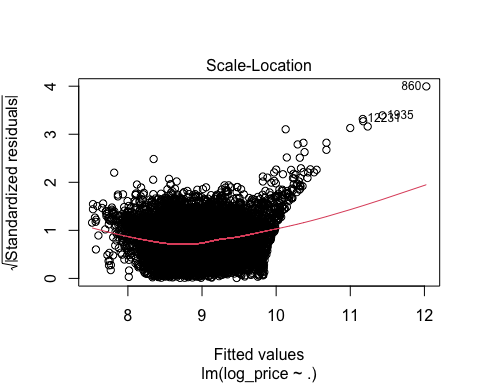 Scale-Location
√|Standardized residuals|
4
3
2
1
0
860
1935
12231
8 9 10 11 12
Fitted values
lm(log_price ~ .)